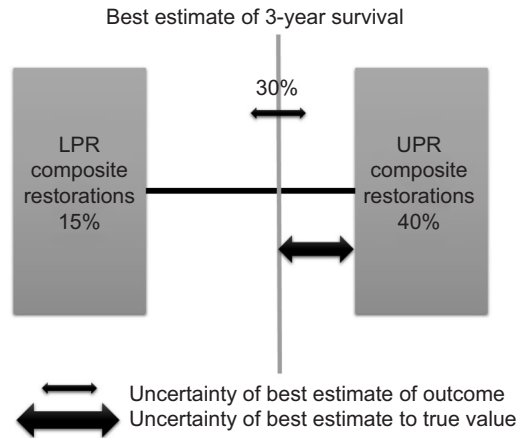 Best estimate of 3-year survival
30%
LPR
composite
restorations
15%
UPR
composite
restorations
40%
Uncertainty of best estimate of outcome
Uncertainty of best estimate to true value